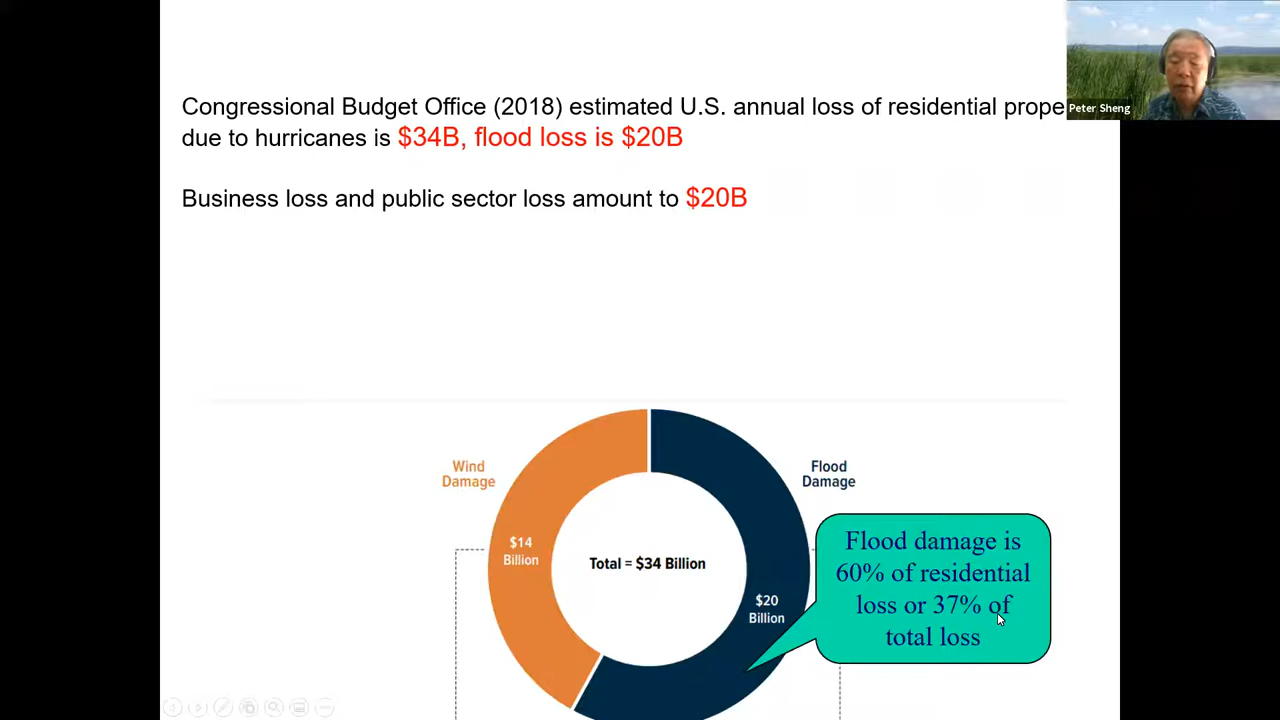 Congressional Budget Office (2018) estimated U.S. annual loss of residential prope
due to hurricanes is $34B, flood loss is $20B
Business loss and public sector loss amount to $20B
Peter Sheng
Wind
Damage
Flood
Damage
$14
Billion
Total = $34 Billion
$20
Billion
Flood damage is
60% of residential
loss or 37% of
total loss